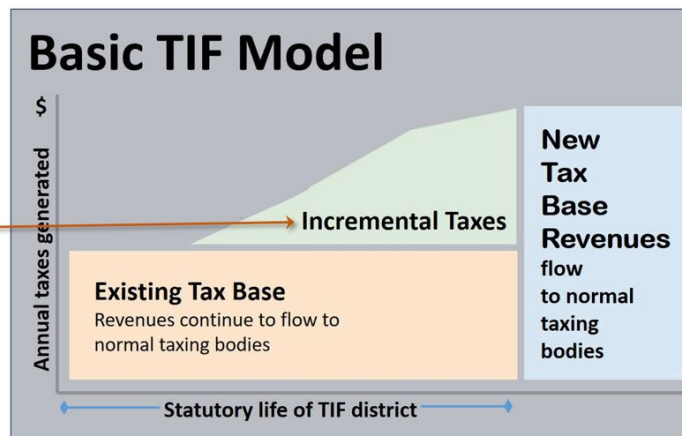 Basic TIF Model
$
Annual taxes generated
Incremental Taxes
Existing Tax Base
Revenues continue to flow to
normal taxing bodies
New
Tax
Base
Revenues
flow
to normal
taxing
bodies
Statutory life of TIF district